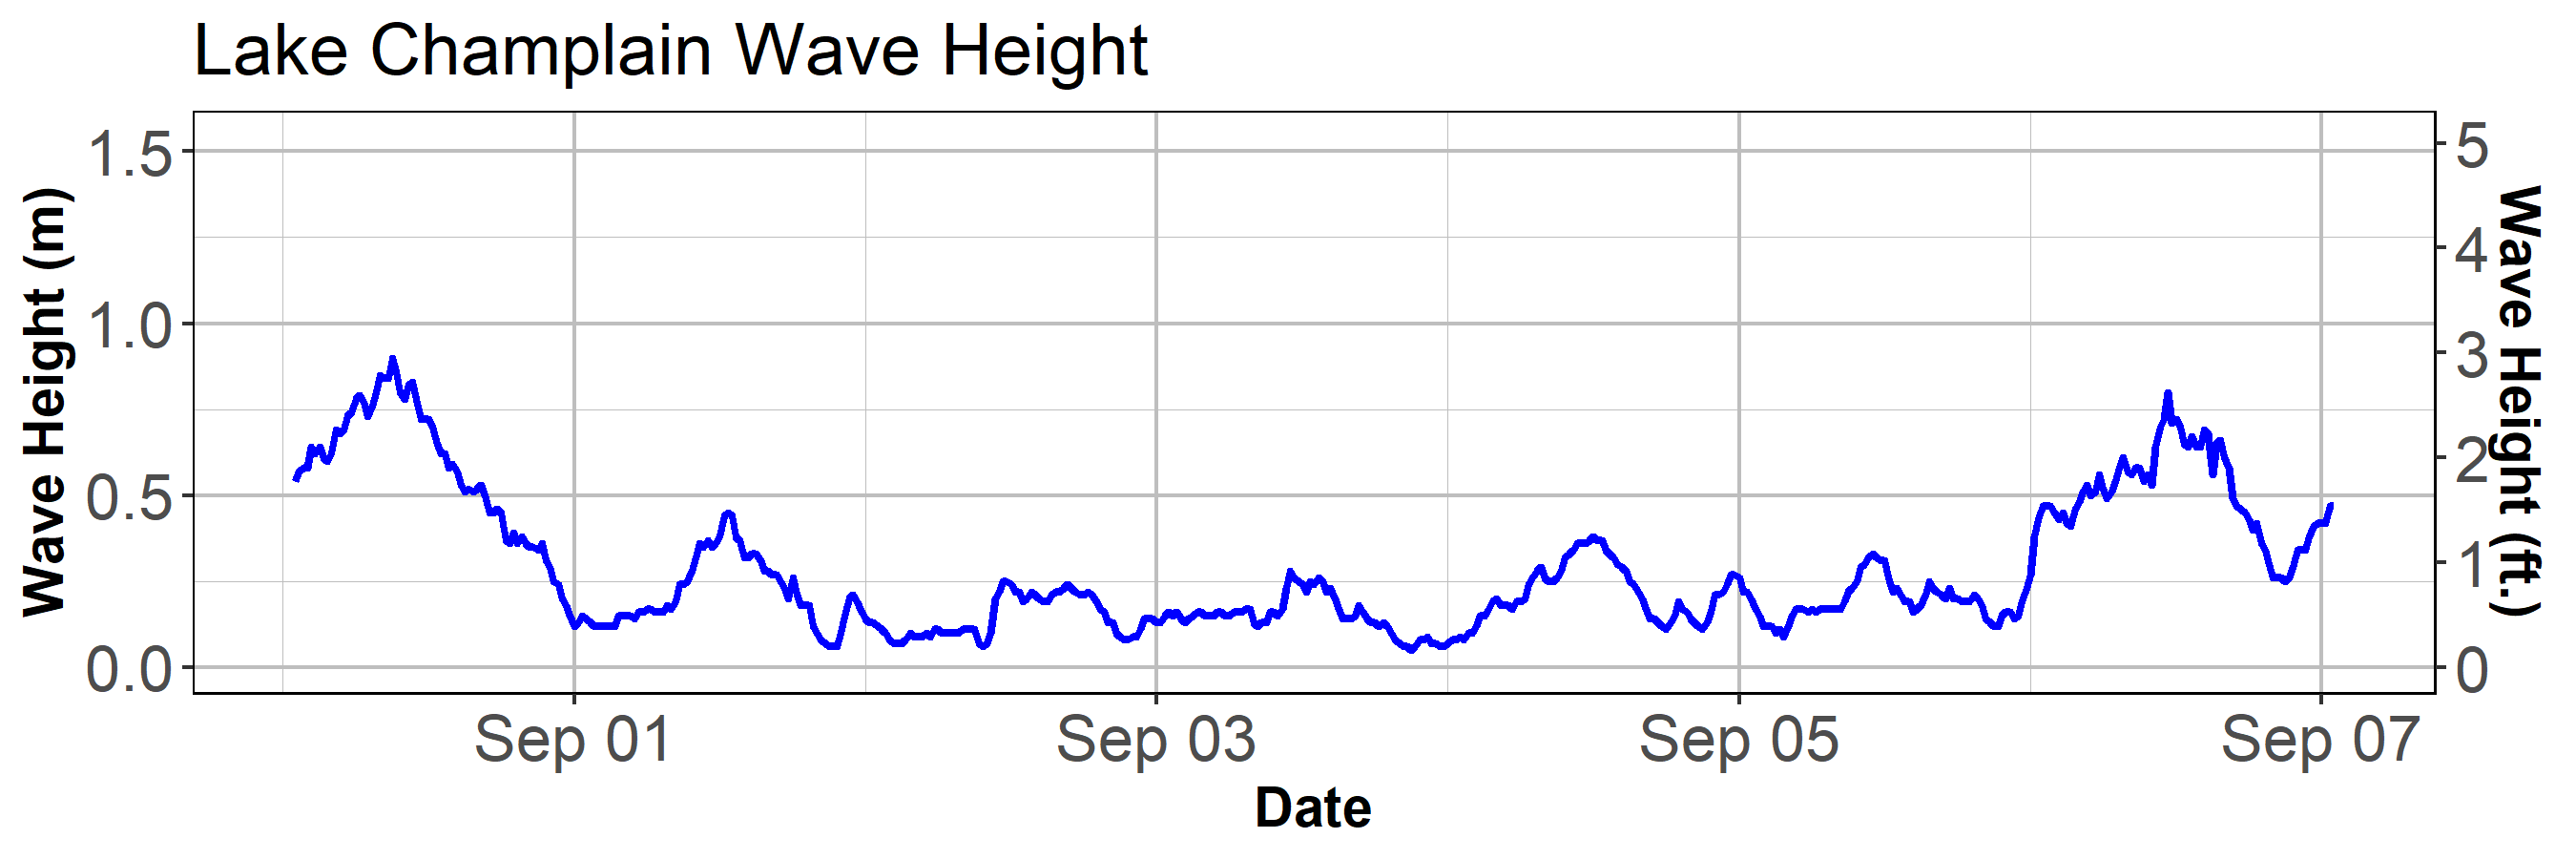 Lake Champlain Wave Height
Wave Height (m)
1.5
1.0
0.5
0.0
5
4
3
2
1
0
Wave Height (ft.)
Sep 01
Sep 03
Sep 05
Sep 07
Date